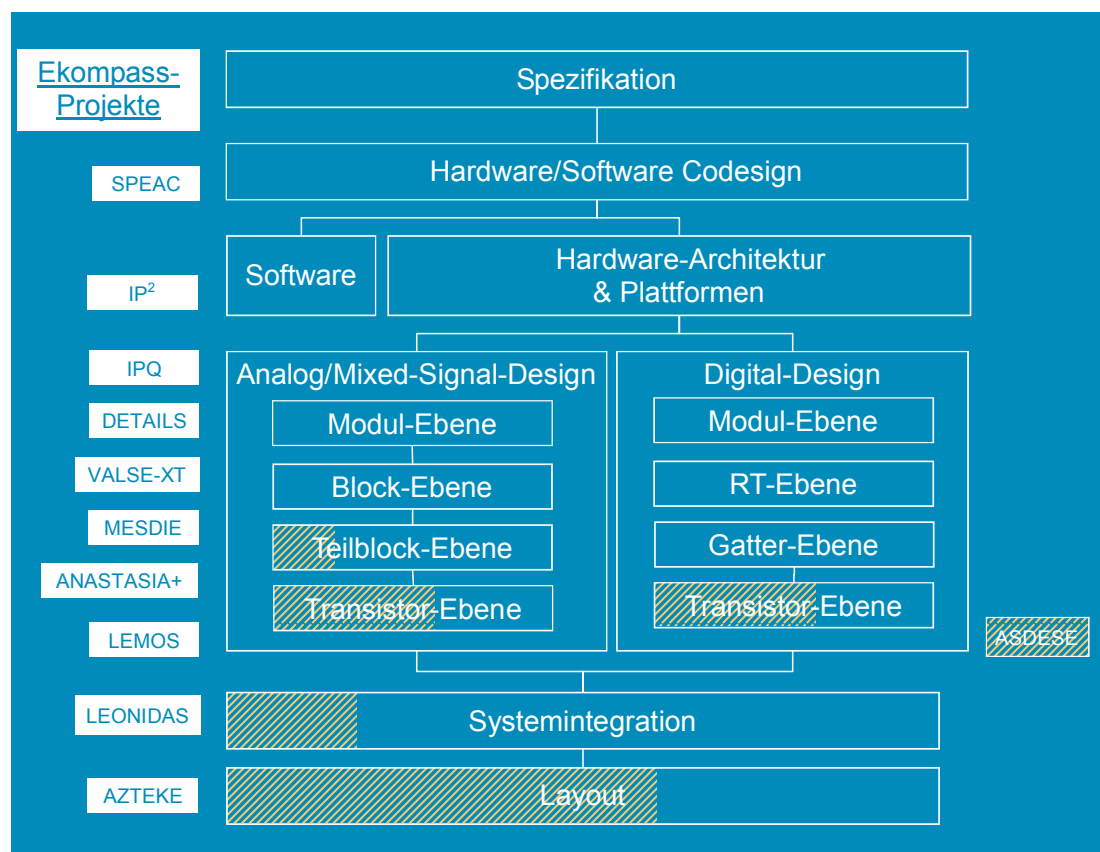 Ekompass-
Projekte
Spezifikation
SPEAC
Hardware/Software Codesign
IP²
Software
Hardware-Architektur
& Plattformen
IPQ
DETAILS
VALSE-XT
MESDIE
ANASTASIA+
LEMOS
Analog/Mixed-Signal-Design
Modul-Ebene
Block-Ebene
Teilblock-Ebene
Transistor-Ebene
Digital-Design
Modul-Ebene
RT-Ebene
Gatter-Ebene
Transistor-Ebene
ASDESE
LEONIDAS
Systemintegration
AZTEKE
Layout